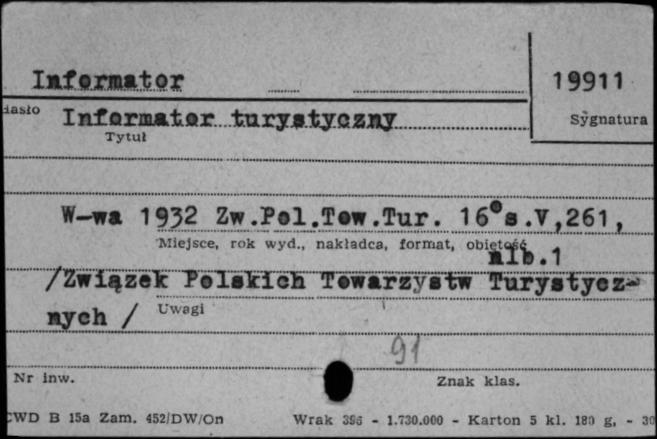 Informator
19911
Hasło
Informator turystyczny
Sygnatura
Tytuł
W-wa 1932 Zw.Pol.Tow.Tur. 16° s.V,261,
Miejsce, rok wyd., nakładca, format, objętość
nlb.1
/Związek Polskich Towarzystw Turystycz-
nych /
Uwagi
91
Nr inw.
Znak klas.
CWD B 15a Zam. 452/DW/On
Wrak 396 - 1.730.000 - Karton 5 kl. 180 g, - 30